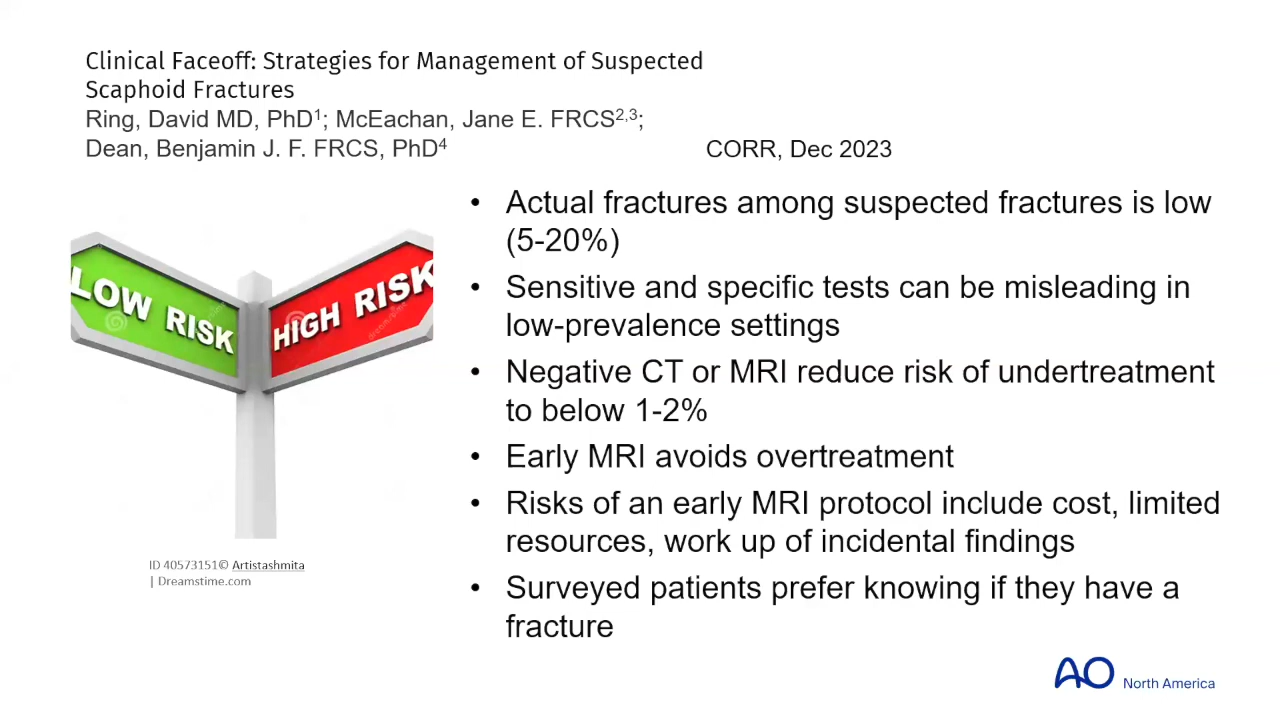 Clinical Faceoff: Strategies for Management of Suspected
Scaphoid Fractures
Ring, David MD, PhD1; McEachan, Jane E. FRCS2,3;
Dean, Benjamin J. F. FRCS, PhD4
CORR, Dec 2023
LOW RISK
HIGH RISK
ID 40573151© Artistashmita
| Dreamstime.com
• Actual fractures among suspected fractures is low
(5-20%)
• Sensitive and specific tests can be misleading in
low-prevalence settings
• Negative CT or MRI reduce risk of undertreatment
to below 1-2%
• Early MRI avoids overtreatment
• Risks of an early MRI protocol include cost, limited
resources, work up of incidental findings
• Surveyed patients prefer knowing if they have a
fracture
AO North America